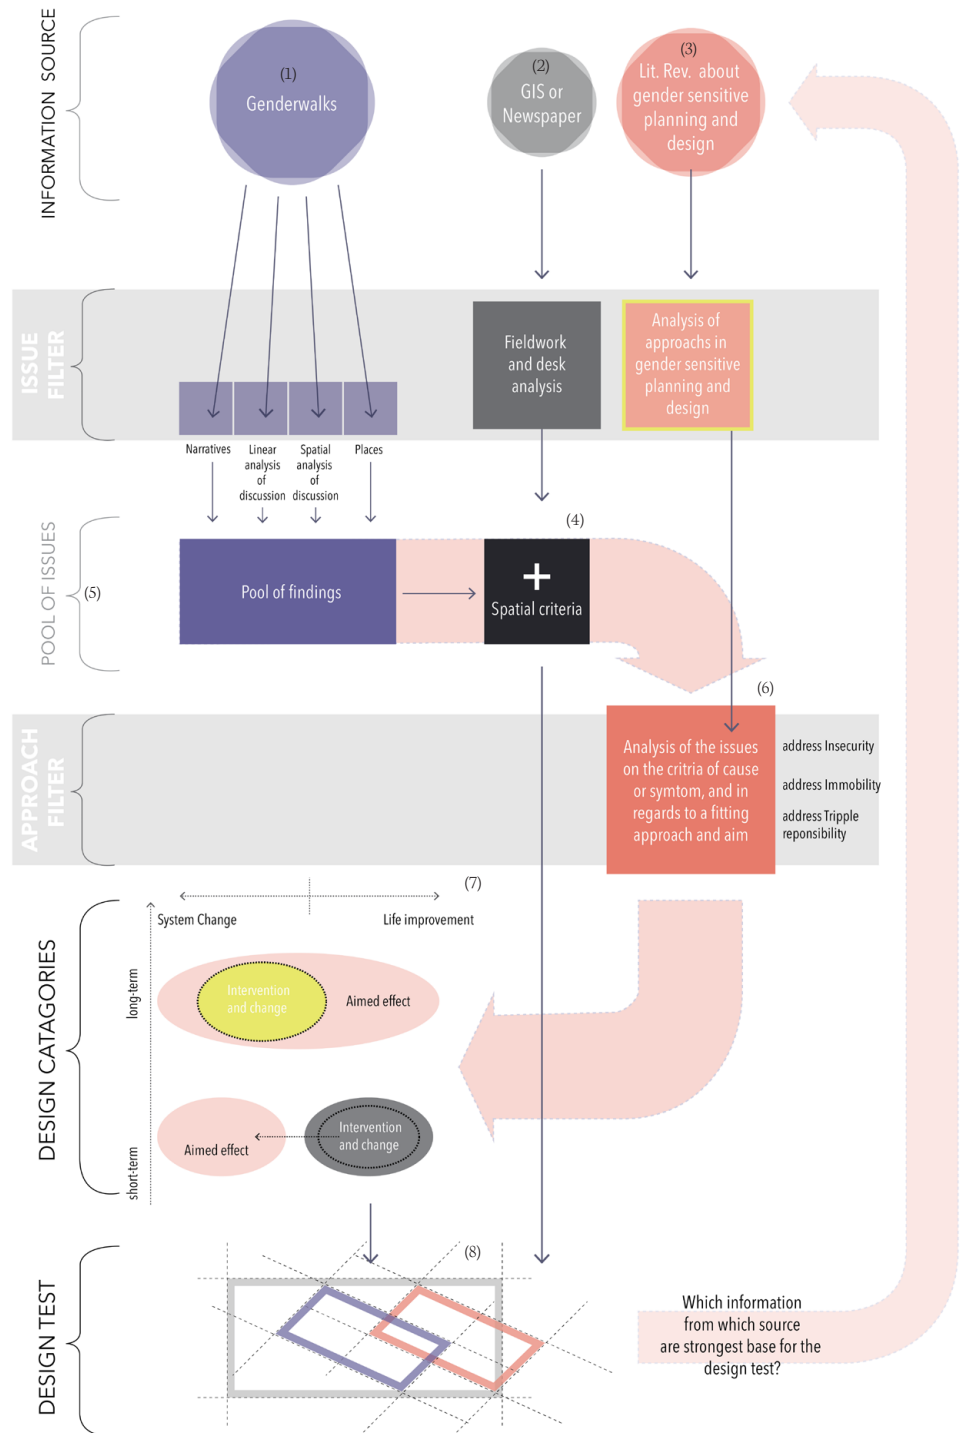 INFORMATION SOURCE
(1)
Genderwalks
(2)
GIS or
Newspaper
(3)
Lit. Rev. about
gender sensitive
planning and
design
ISSUE
FILTER
Fieldwork
and desk
analysis
Analysis of
approachs in
gender sensitive
planning and
design
Narratives
Linear
analysis
of
discussion
Spatial
analysis
of
discussion
Places
POOL OF ISSUES
(5)
Pool of findings
(4)
+
Spatial criteria
APPROACH
FILTER
(6)
Analysis of the issues
on the critria of cause
or symtom, and in
regards to a fitting
approach and aim
address Insecurity
address Immobility
address Tripple
reponsibility
DESIGN CATAGORIES
(7)
System Change
Life improvement
long-term
short-term
Intervention
and change
Aimed effect
Aimed effect
Intervention
and change
DESIGN TEST
(8)
Which information
from which source
are strongest base for the
design test?